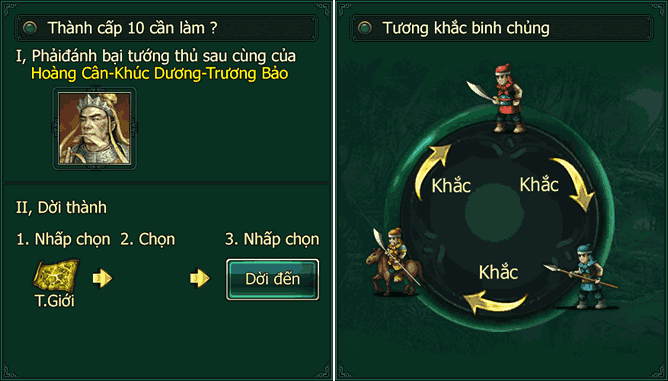 Thành cấp 10 cần làm ?
I, Phảiđánh bại tướng thủ sau cùng của
Hoàng Cân-Khúc Dương-Trương Bảo
II, Dời thành
1. Nhấp chọn 2. Chọn 3. Nhấp chọn
T.Giới
Dời đến
Tương khắc binh chủng
Khắc Khắc
Khắc